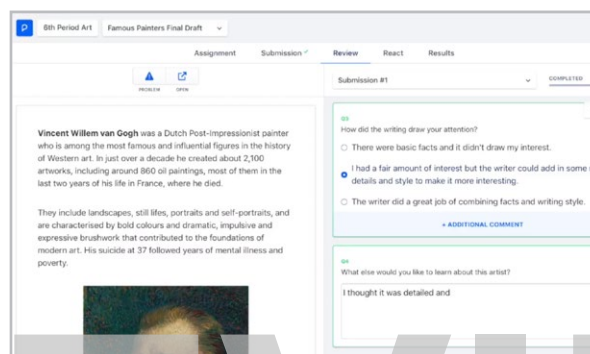 6th Period Art
Famous Painters Final Draft
Assignment
Submission
Review
React
Results
PROBLEM
OPEN
Submission #1
COMPLETED
Vincent Willem van Gogh was a Dutch Post-Impressionist painter
who is among the most famous and influential figures in the history
of Western art. In just over a decade he created about 2,100
artworks, including around 860 oil paintings, most of them in the
last two years of his life in France, where he died.
They include landscapes, still lifes, portraits and self-portraits, and
are characterised by bold colours and dramatic, impulsive and
expressive brushwork that contributed to the foundations of
modern art. His suicide at 37 followed years of mental illness and
poverty.
Q3
How did the writing draw your attention?
There were basic facts and it didn't draw my interest.
I had a fair amount of interest but the writer could add in some
details and style to make it more interesting.
The writer did a great job of combining facts and writing style.
+ ADDITIONAL COMMENT
Q4
What else would you like to learn about this artist?
I thought it was detailed and